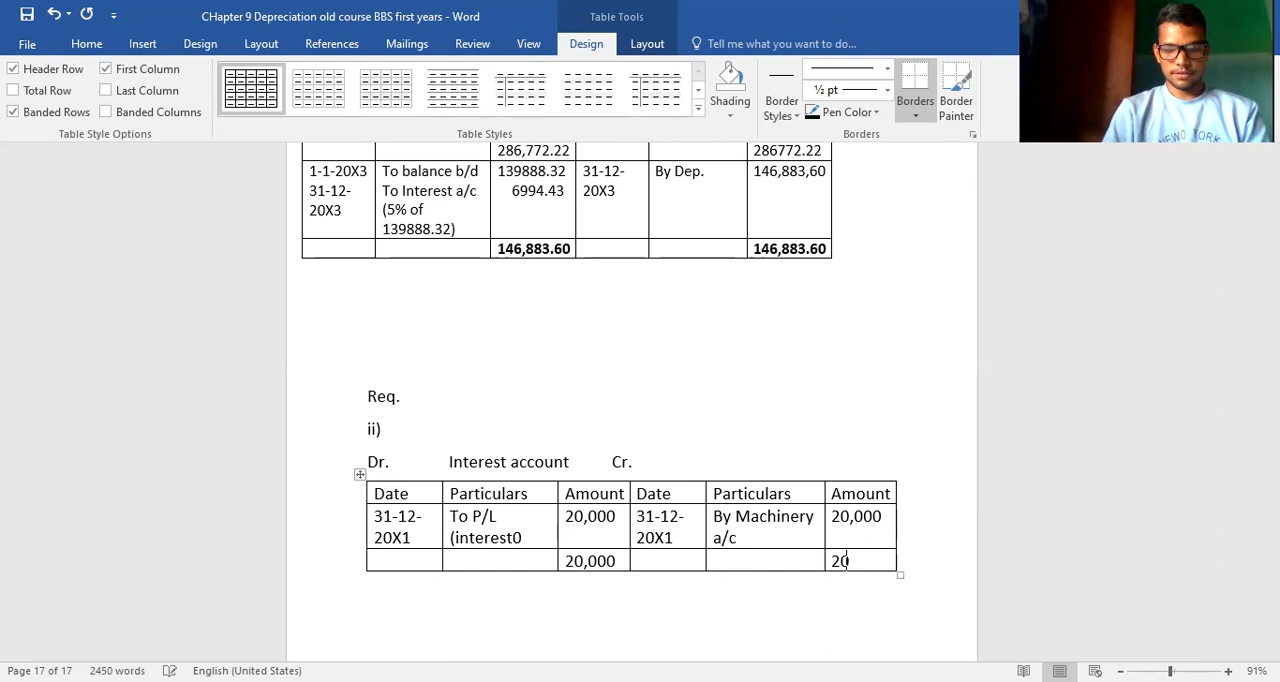 CHapter 9 Depreciation old course BBS first years - Word
Table Tools
File Home Insert Design Layout References Mailings Review View Design Layout Tell me what you want to do...
Header Row First Column
Total Row Last Column
Banded Rows Banded Columns
Table Style Options
Table Styles
Shading
Border Styles
½ pt
Pen Color
Borders
Border Painter
Borders
286,772.22 286772.22
1-1-20X3 To balance b/d 139888.32 31-12- By Dep. 146,883,60
31-12- To Interest a/c 6994.43 20X3
20X3 (5% of
139888.32)
146,883.60 146,883.60
Req.
ii)
Dr. Interest account Cr.
Date Particulars Amount Date Particulars Amount
31-12- To P/L 20,000 31-12- By Machinery 20,000
20X1 (interest0 20X1 a/c
20,000 20
NEWO YORK
Page 17 of 17 2450 words English (United States) 91%